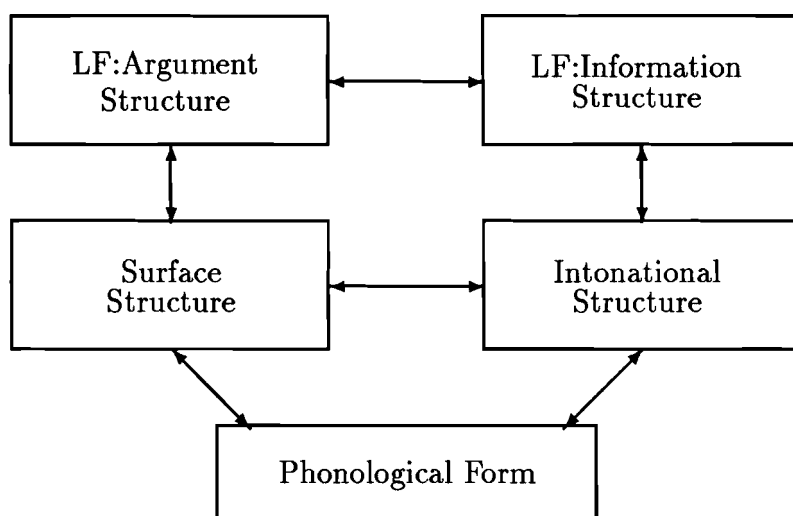 LF:Argument
Structure
LF:Information
Structure
Surface
Structure
Intonational
Structure
Phonological Form